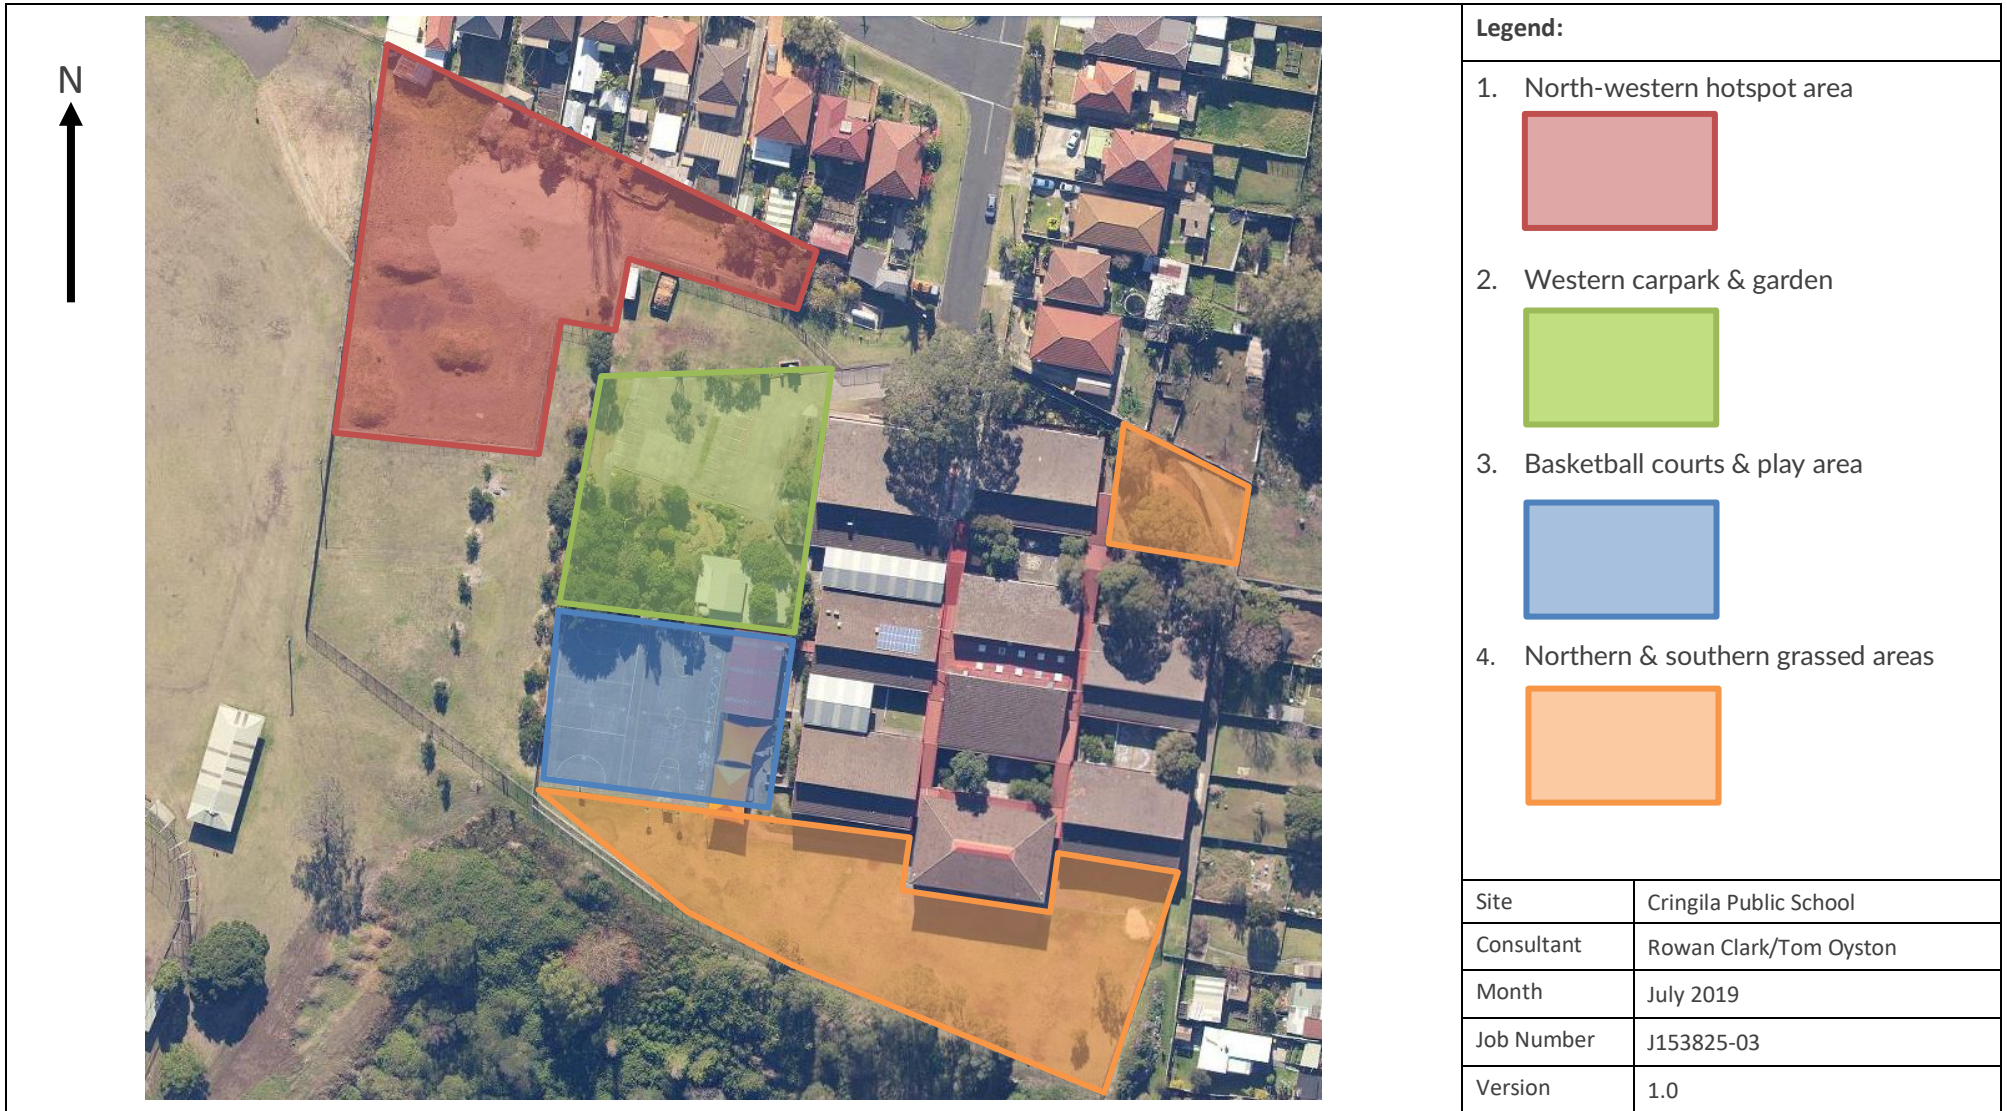 N
Legend:
1. North-western hotspot area
2. Western carpark & garden
3. Basketball courts & play area
4. Northern & southern grassed areas
Site Cringila Public School
Consultant Rowan Clark/Tom Oyston
Month July 2019
Job Number J153825-03
Version 1.0